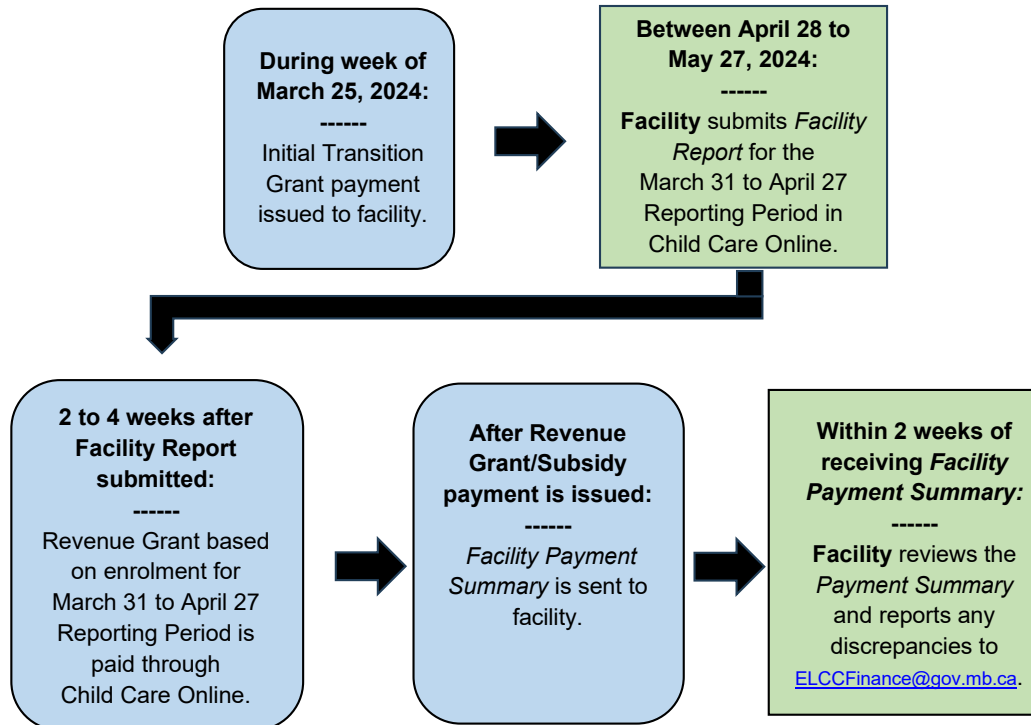 During week of
March 25, 2024:
------
Initial Transition
Grant payment
issued to facility.
Between April 28 to
May 27, 2024:
------
Facility submits Facility
Report for the
March 31 to April 27
Reporting Period in
Child Care Online.
2 to 4 weeks after
Facility Report
submitted:
------
Revenue Grant based
on enrolment for
March 31 to April 27
Reporting Period is
paid through
Child Care Online.
After Revenue
Grant/Subsidy
payment is issued:
------
Facility Payment
Summary is sent to
facility.
Within 2 weeks of
receiving Facility
Payment Summary:
------
Facility reviews the
Payment Summary
and reports any
discrepancies to
ELCCFinance@gov.mb.ca.